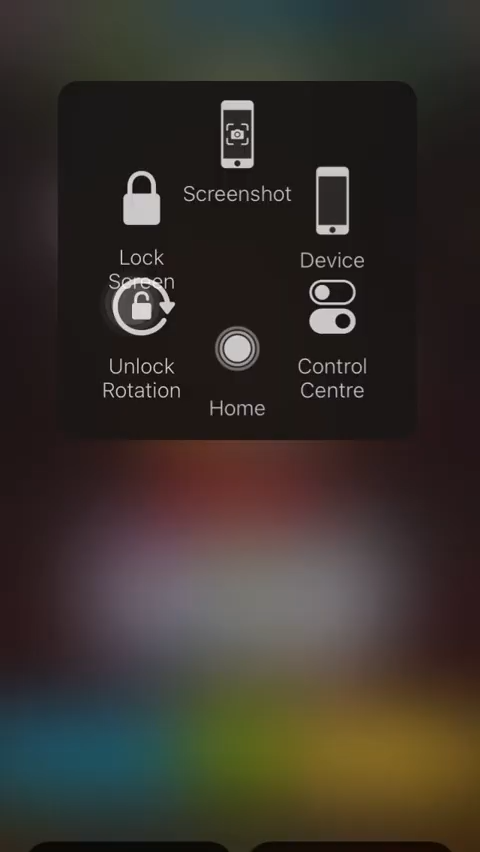 Screenshot
Lock
Screen
Device
Unlock
Rotation
Control
Centre
Home